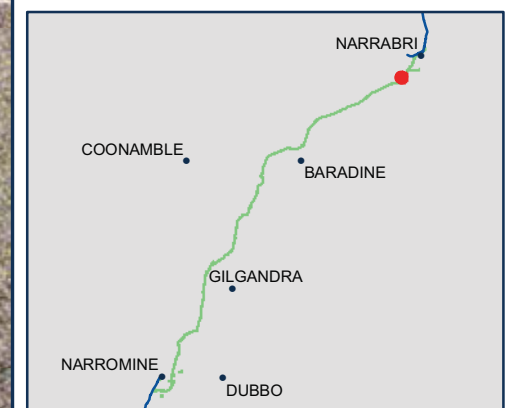 NARRABRI
COONAMBLE
BARADINE
GILGANDRA
NARROMINE
DUBBO